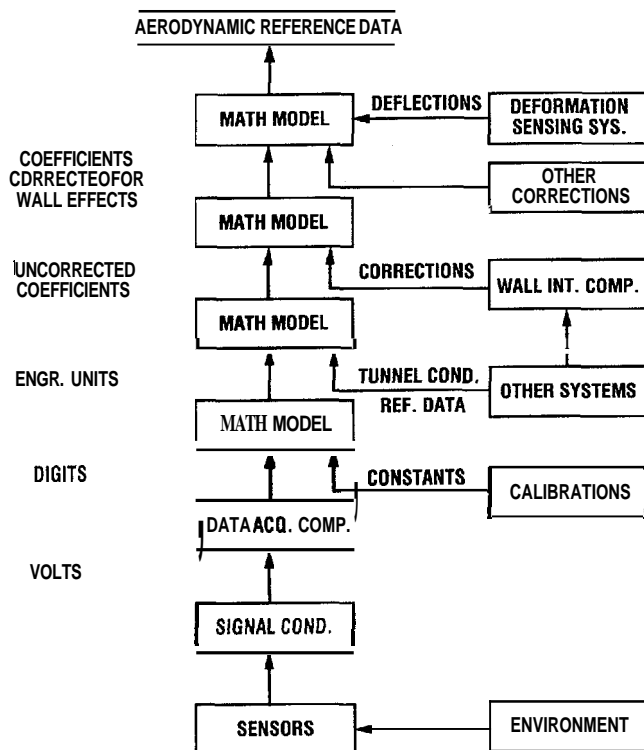 AERODYNAMIC REFERENCE DATA
MATH MODEL
DEFLECTIONS
DEFORMATION
SENSING SYS.
COEFFICIENTS
CDRRECTEOFOR
WALL EFFECTS
OTHER
CORRECTIONS
MATH MODEL
UNCORRECTED
COEFFICIENTS
CORRECTIONS
WALL INT. COMP.
MATH MODEL
ENGR. UNITS
TUNNEL COND.
REF. DATA
OTHER SYSTEMS
MATH MODEL
DIGITS
CONSTANTS
CALIBRATIONS
DATA ACQ. COMP.
VOLTS
SIGNAL COND.
SENSORS
ENVIRONMENT